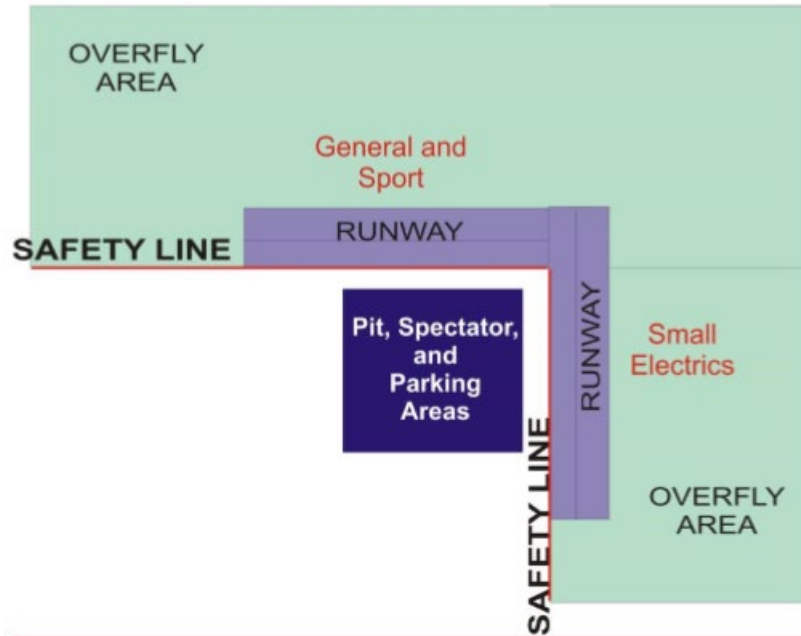 OVERFLY
AREA
General and
Sport
RUNWAY
SAFETY LINE
Pit, Spectator,
and
Parking
Areas
RUNWAY
Small
Electrics
SAFETY LINE
OVERFLY
AREA